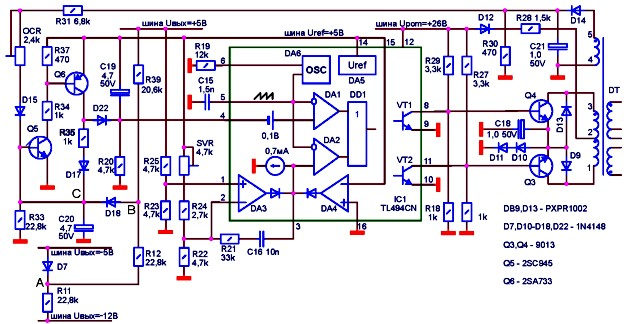 R31 6,8k
шина Uвых=+5В
шина Uref=+5В
шина Upom=+26В
D12
R28 1,5k
D14
OCR
2,4k
R37
470
Q6
C19
4,7
50V
R39
20,6k
R19
12k
6
14
15
12
DA6
OSC
Uref
DA5
R29
3,3k
R27
3,3k
R30
470
C21
1,0
50V
5
4
DT
D15
R34
1k
C15
1,5n
5
DA1
DD1
1
VT1
8
9
Q4
D22
4
0,1В
DA2
C18
1,0 50V
D13
3
2
Q5
R35
1k
SVR
4,7k
0,7мА
VT2
11
10
D11
D10
D9
Q3
1
D17
R20
4,7k
R25
4,7k
C
B
R33
22,8k
C20
4,7
50V
D18
R23
4,7k
R24
2,7k
1
2
DA3
DA4
IC1
TL494CN
R18
1k
1k
3
16
R21
33k
C16 10n
шина Uвых=-5В
D7
A
R12
22,8k
R22
4,7k
R11
22,8k
шина Uвых=-12В
DB9,D13 - PXPR1002
D7,D10-D18,D22 - 1N4148
Q3,Q4 - 9013
Q5 - 2SC945
Q6 - 2SA733